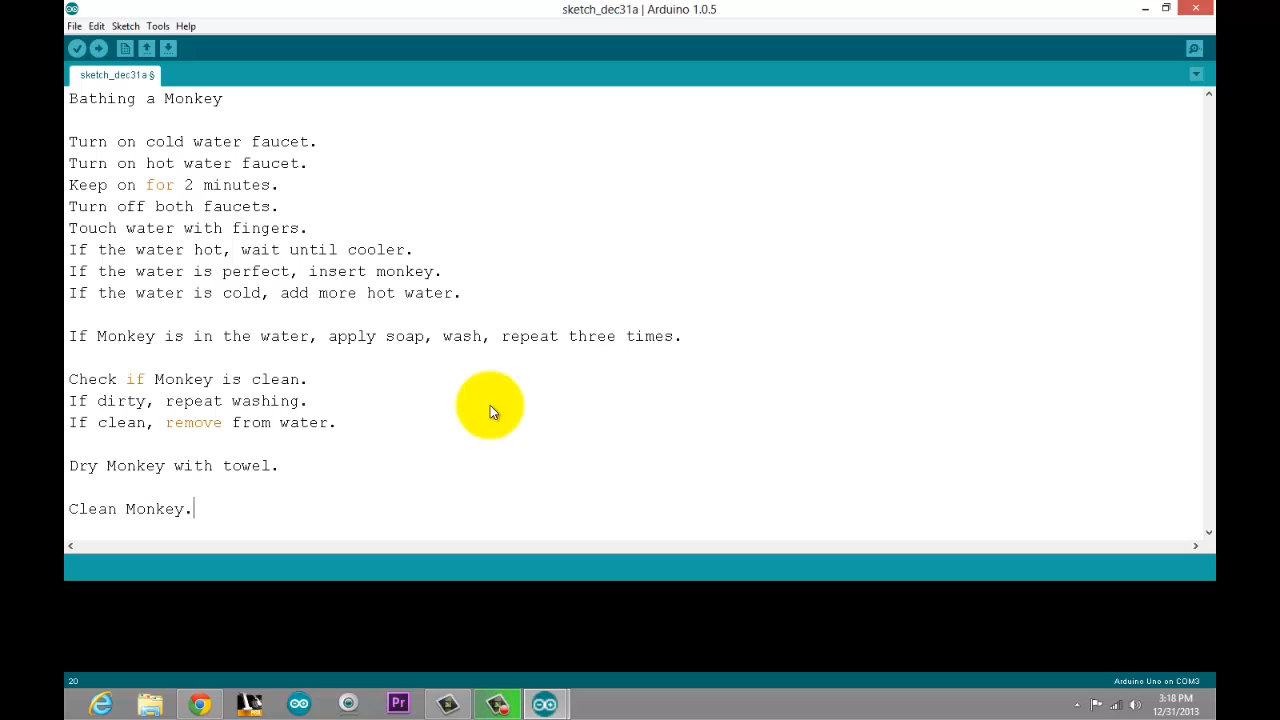 sketch_dec31a | Arduino 1.0.5
File Edit Sketch Tools Help
sketch_dec31a §
Bathing a Monkey
Turn on cold water faucet.
Turn on hot water faucet.
Keep on for 2 minutes.
Turn off both faucets.
Touch water with fingers.
If the water hot, wait until cooler.
If the water is perfect, insert monkey.
If the water is cold, add more hot water.
If Monkey is in the water, apply soap, wash, repeat three times.
Check if Monkey is clean.
If dirty, repeat washing.
If clean, remove from water.
Dry Monkey with towel.
Clean Monkey.
20
Arduino Uno on COM3
Pr
3:18 PM
12/31/2013